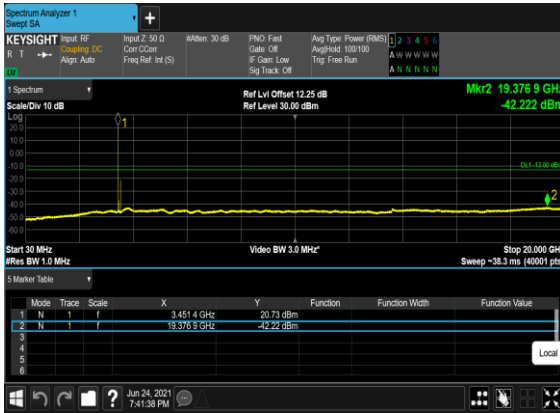 Spectrum Analyzer 1
Swept SA
+
KEYSIGHT Input: RF Input Z: 50 Ω #Atten: 30 dB PNO: Fast Avg Type: Power (RMS) 1 2 3 4 5 6
R T Coupling: DC Corr CCorr Gate: Off Avg|Hold: 100/100 A W W W W W
Align: Auto Freq Ref: Int (S) IF Gain: Low Trig: Free Run
Sig Track: Off A N N N N N
1 Spectrum Ref Lvl Offset 12.25 dB Mkr2 19.376 9 GHz
Scale/Div 10 dB Ref Level 30.00 dBm -42.222 dBm
Log
20.0
10.0
0.00
-10.0
-20.0
-30.0
-40.0
-50.0
-60.0
1
DL1 -13.00 dBm
2
Start 30 MHz Video BW 3.0 MHz* Stop 20.000 GHz
#Res BW 1.0 MHz Sweep ~38.3 ms (40001 pts)
5 Marker Table
Mode Trace Scale X Y Function Function Width Function Value
1 N 1 f 3.451 4 GHz 20.73 dBm
2 N 1 f 19.376 9 GHz -42.22 dBm
3
4
5
6
Local
? Jun 24, 2021
7:41:38 PM